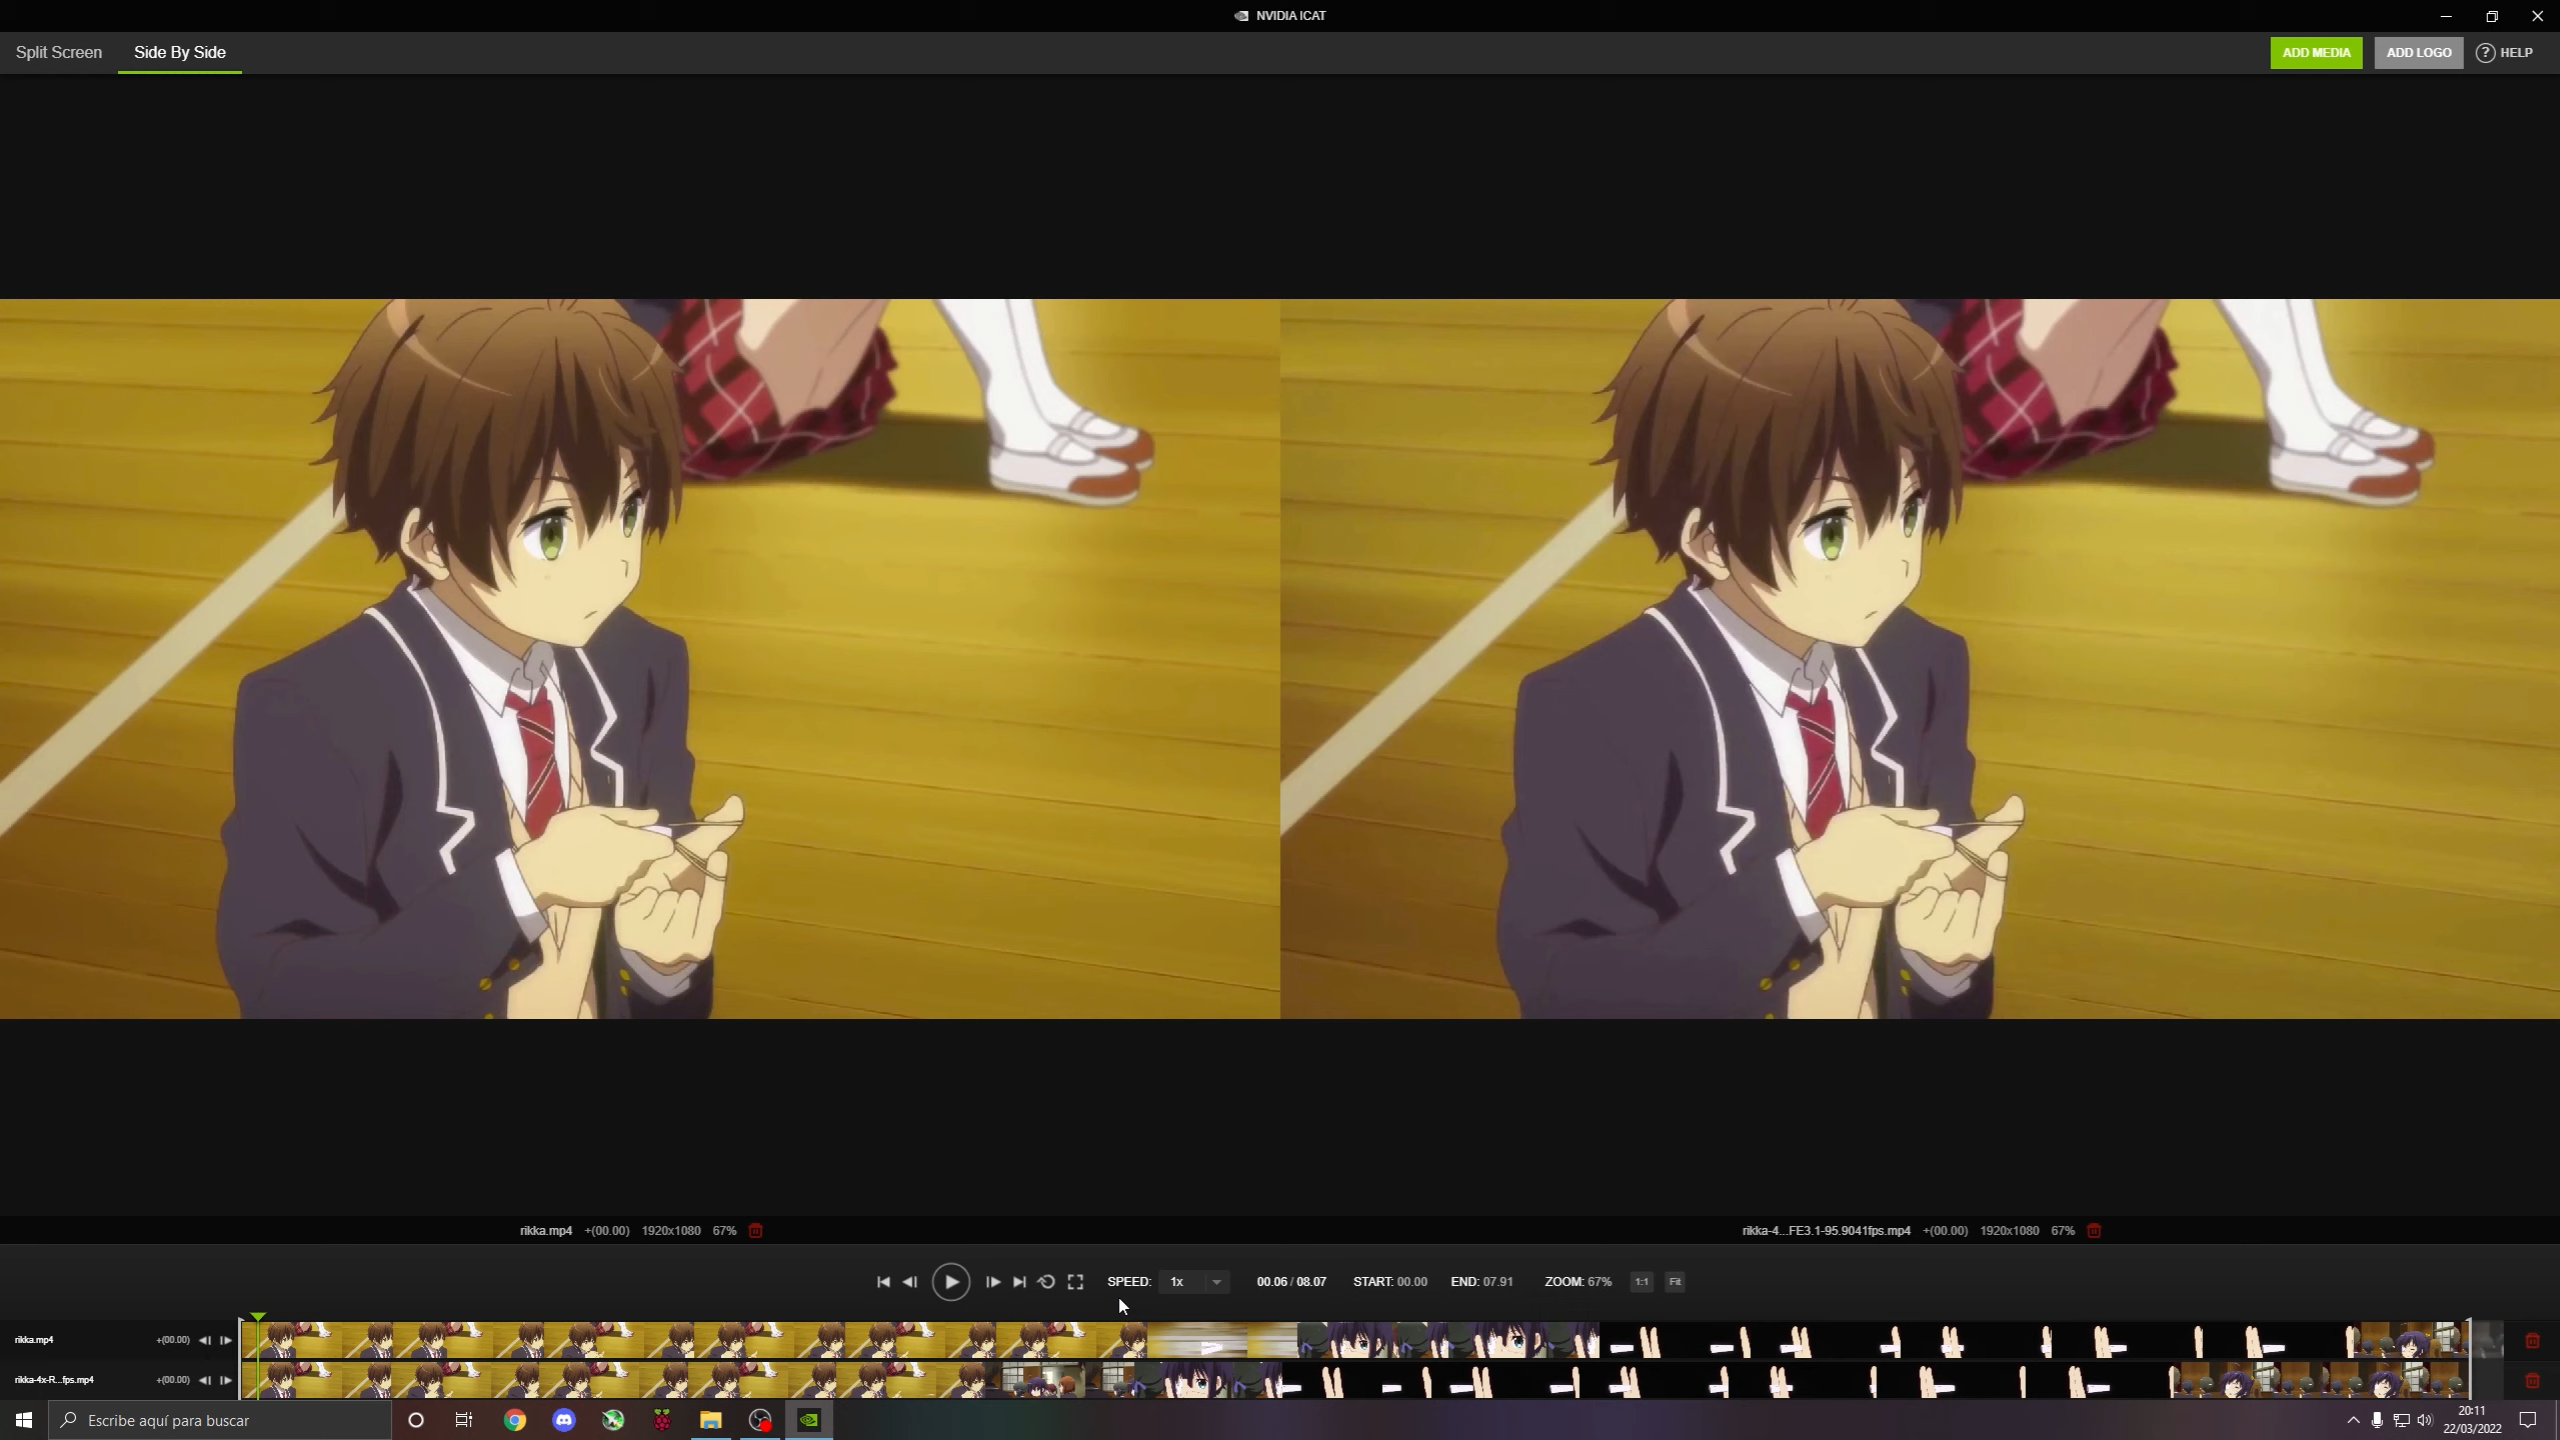 NVIDIA ICAT
Split Screen
Side By Side
ADD MEDIA
ADD LOGO
? HELP
rikka.mp4 +(00.00) 1920x1080 67%
rikka-4...FE3.1-95.9041fps.mp4 +(00.00) 1920x1080 67%
SPEED: 1x
00.06 / 08.07
START: 00.00
END: 07.91
ZOOM: 67%
1:1
Fit
rikka.mp4 +(00.00)
rikka-4x-R...fps.mp4 +(00.00)
Escribe aquí para buscar
20:11
22/03/2022